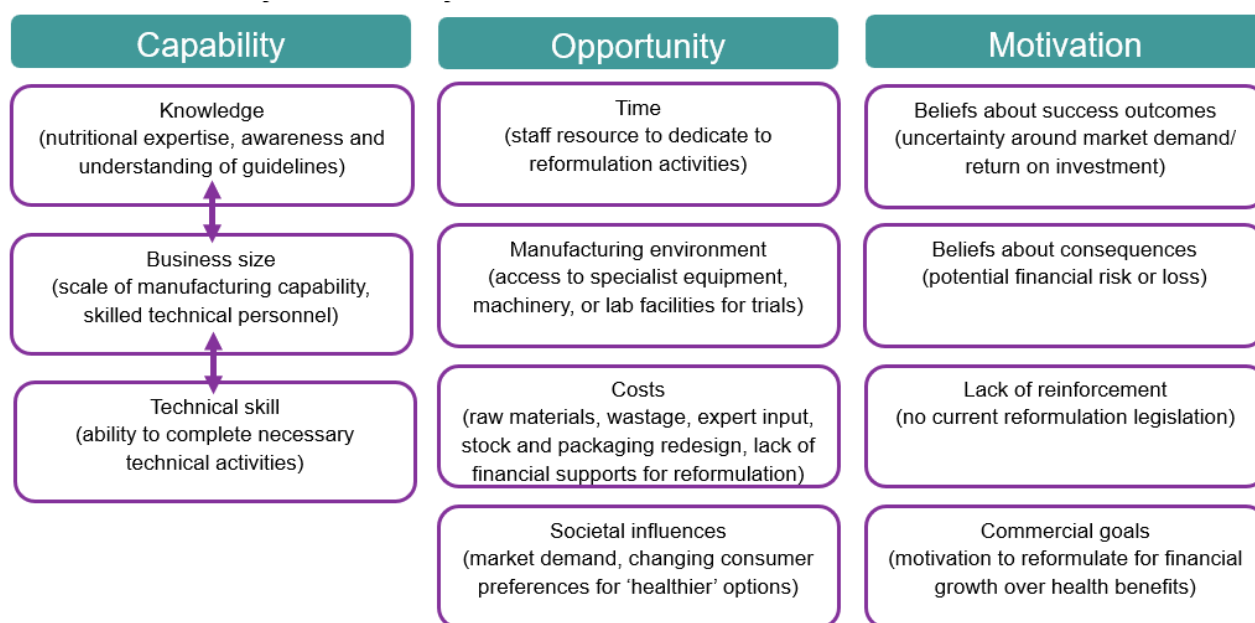 Capability
Knowledge
(nutritional expertise, awareness and
understanding of guidelines)
Business size
(scale of manufacturing capability,
skilled technical personnel)
Technical skill
(ability to complete necessary
technical activities)
Opportunity
Time
(staff resource to dedicate to
reformulation activities)
Manufacturing environment
(access to specialist equipment,
machinery, or lab facilities for trials)
Costs
(raw materials, wastage, expert input,
stock and packaging redesign, lack of
financial supports for reformulation)
Societal influences
(market demand, changing consumer
preferences for ‘healthier’ options)
Motivation
Beliefs about success outcomes
(uncertainty around market demand/
return on investment)
Beliefs about consequences
(potential financial risk or loss)
Lack of reinforcement
(no current reformulation legislation)
Commercial goals
(motivation to reformulate for financial
growth over health benefits)